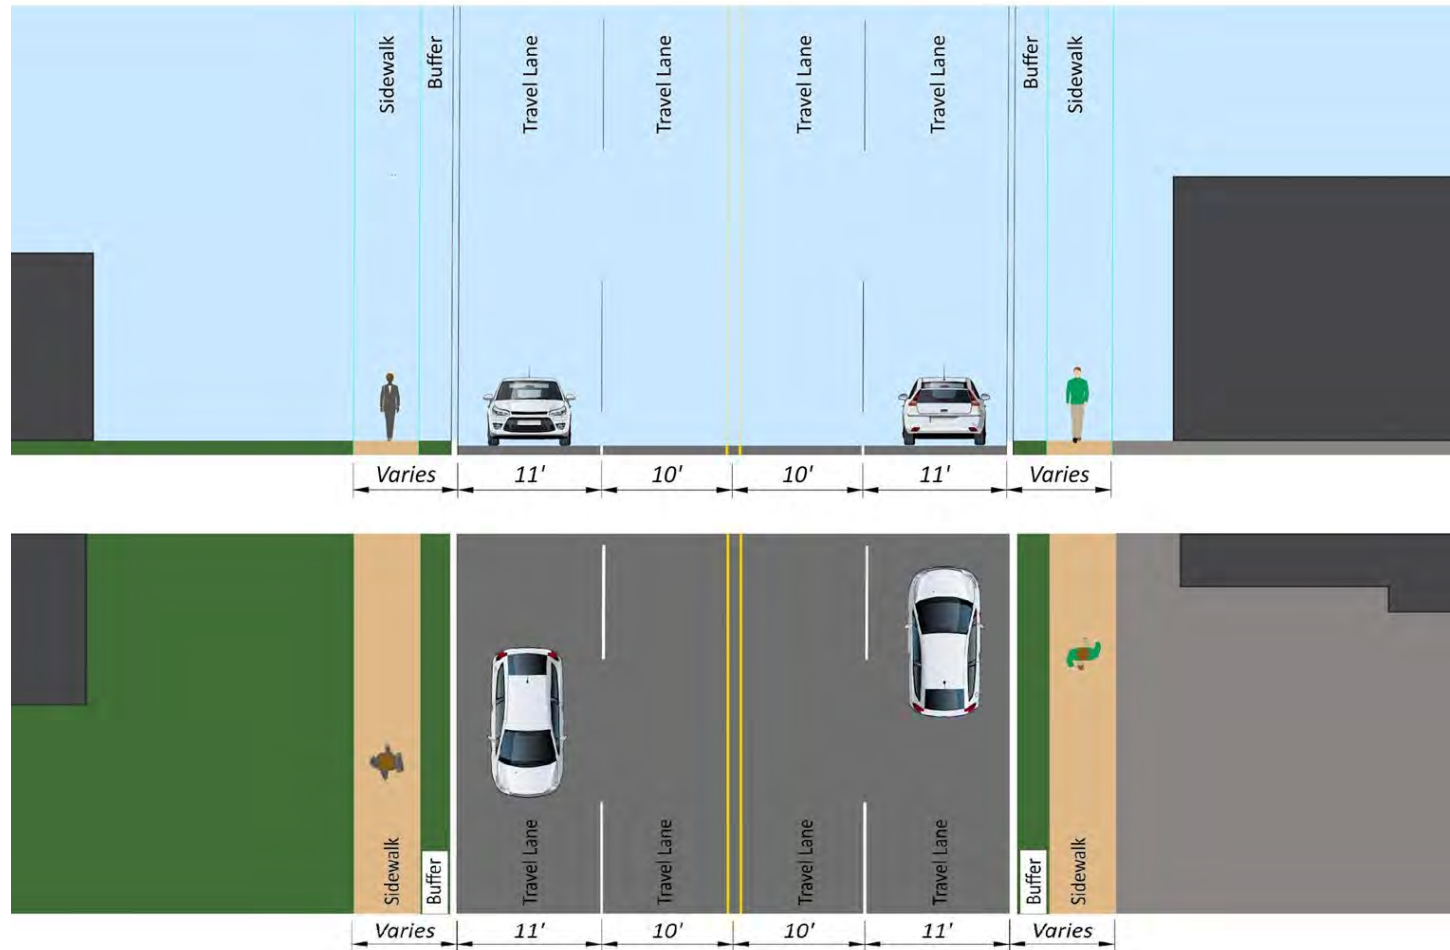 Sidewalk
Buffer
Travel Lane
Travel Lane
Travel Lane
Travel Lane
Buffer
Sidewalk
Varies
11'
10'
10'
11'
Varies
Sidewalk
Buffer
Travel Lane
Travel Lane
Travel Lane
Travel Lane
Buffer
Sidewalk
Varies
11'
10'
10'
11'
Varies